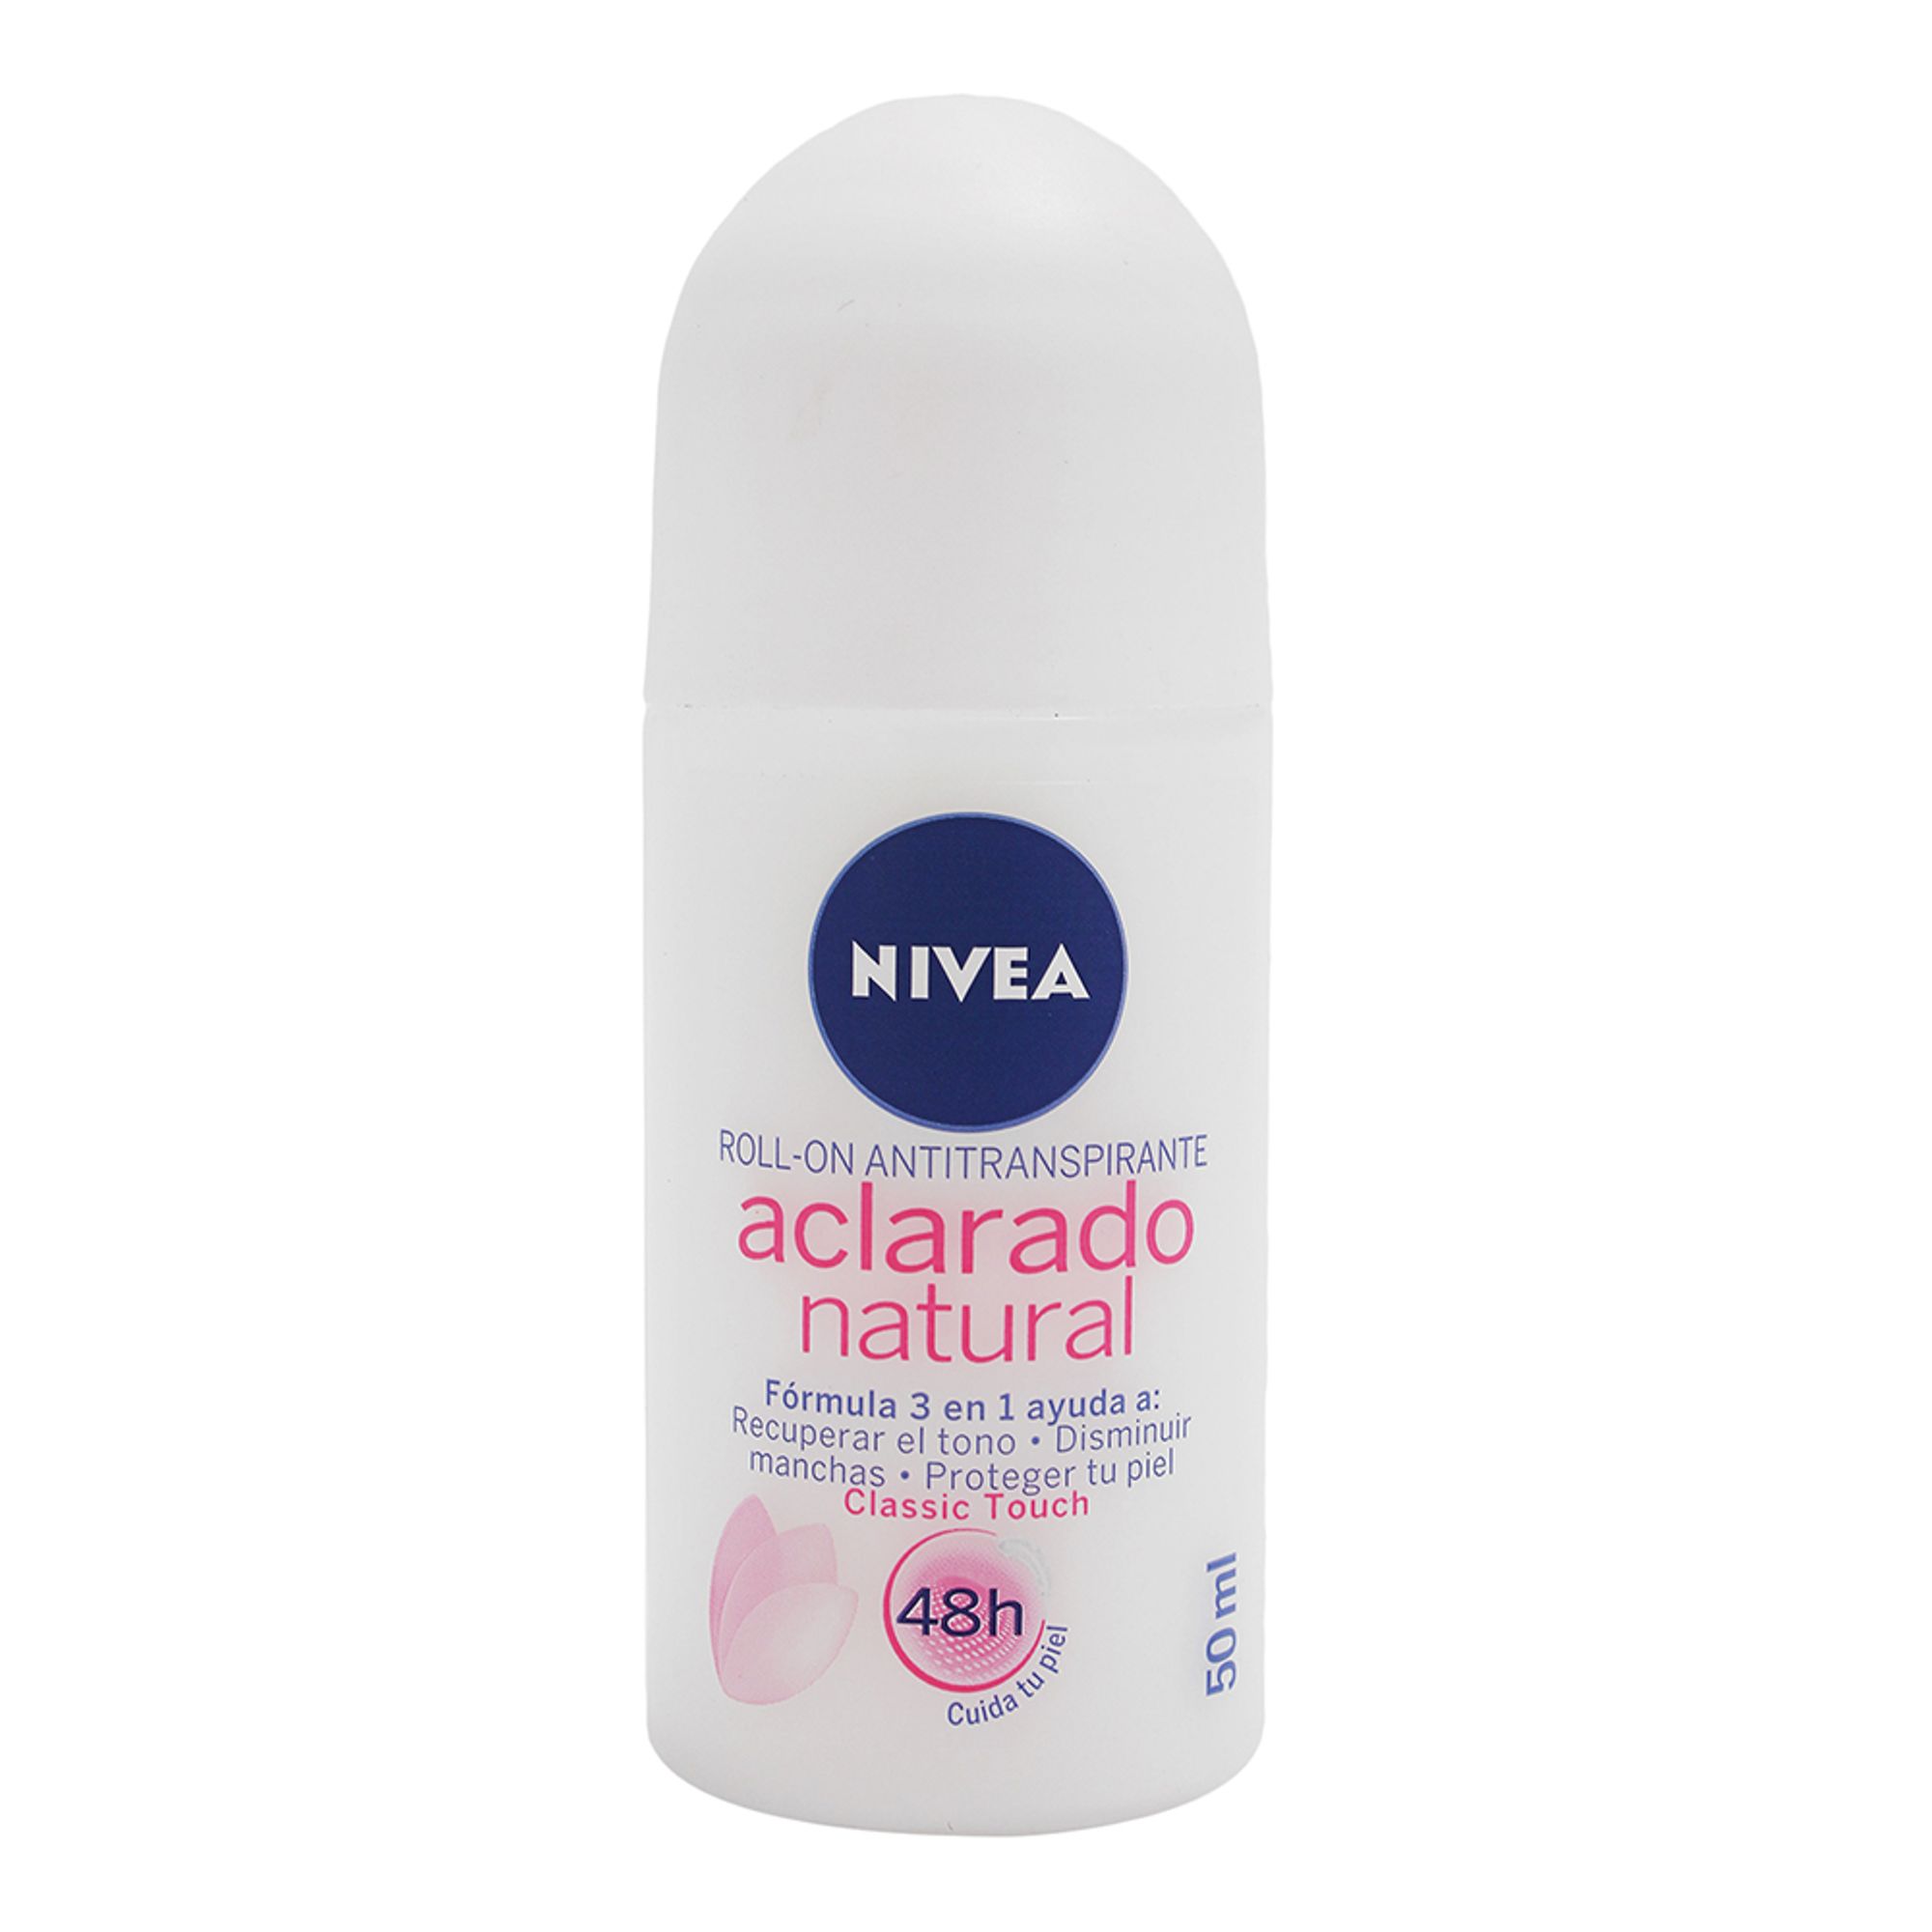 NIVEA
ROLL-ON ANTITRANSPIRANTE
aclarado
natural
Fórmula 3 en 1 ayuda a:
Recuperar el tono • Disminuir
manchas • Proteger tu piel
Classic Touch
48h
Cuida tu piel
50 ml